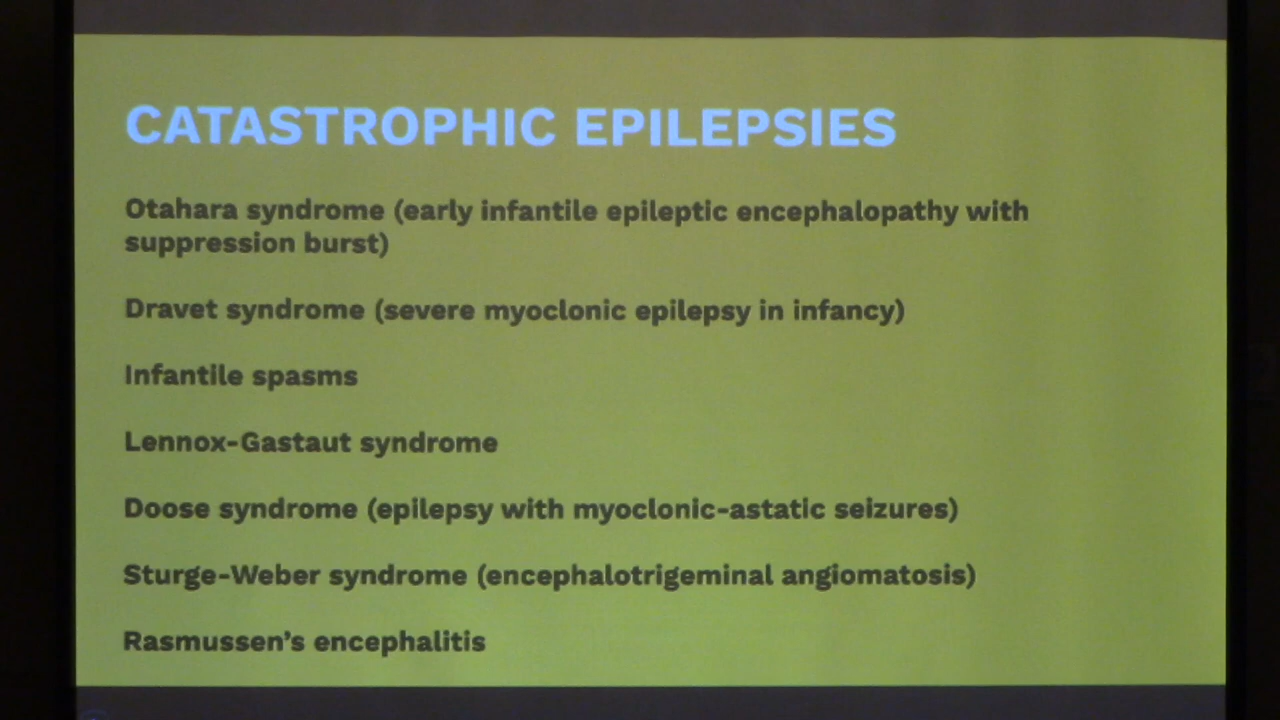 CATASTROPHIC EPILEPSIES
Otahara syndrome (early infantile epileptic encephalopathy with
suppression burst)
Dravet syndrome (severe myoclonic epilepsy in infancy)
Infantile spasms
Lennox-Gastaut syndrome
Doose syndrome (epilepsy with myoclonic-astatic seizures)
Sturge-Weber syndrome (encephalotrigeminal angiomatosis)
Rasmussen’s encephalitis